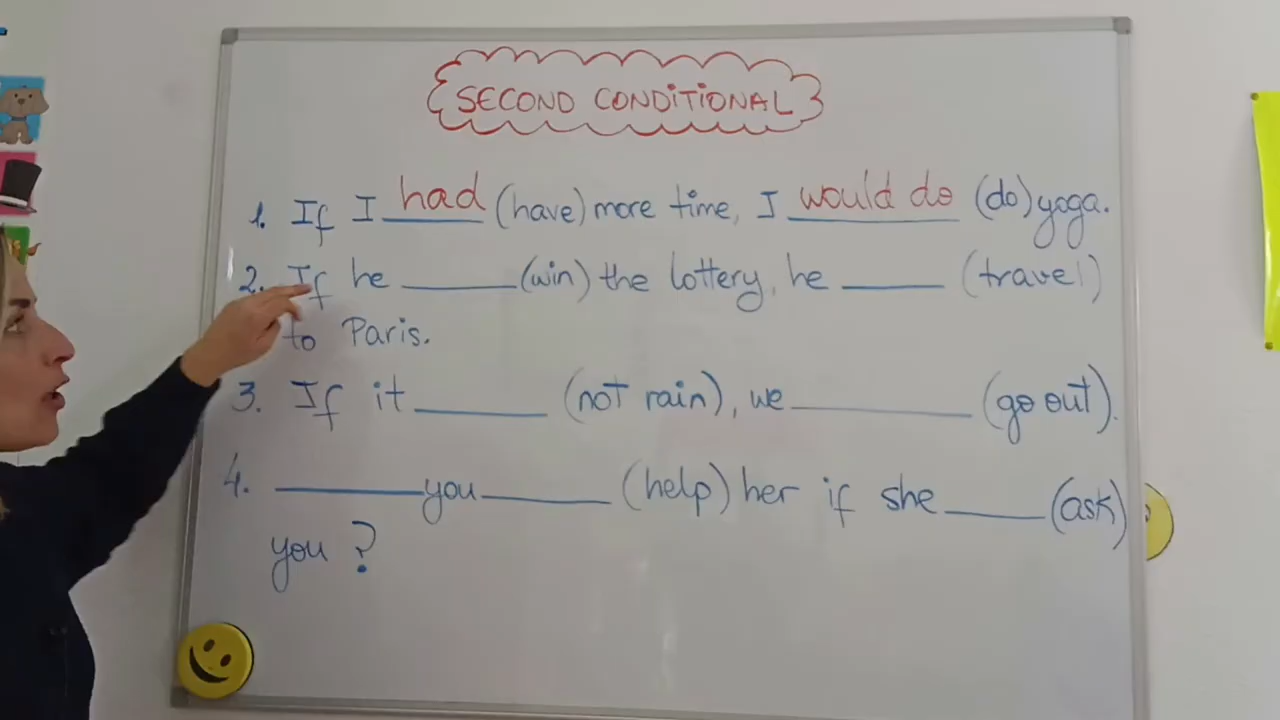 SECOND CONDITIONAL
1. If I had (have) more time, I would do (do) yoga.
2. If he ______ (win) the lottery, he ______ (travel)
to Paris.
3. If it ______ (not rain), we ______ (go out).
4. ______ you ______ (help) her if she ______ (ask)
you?